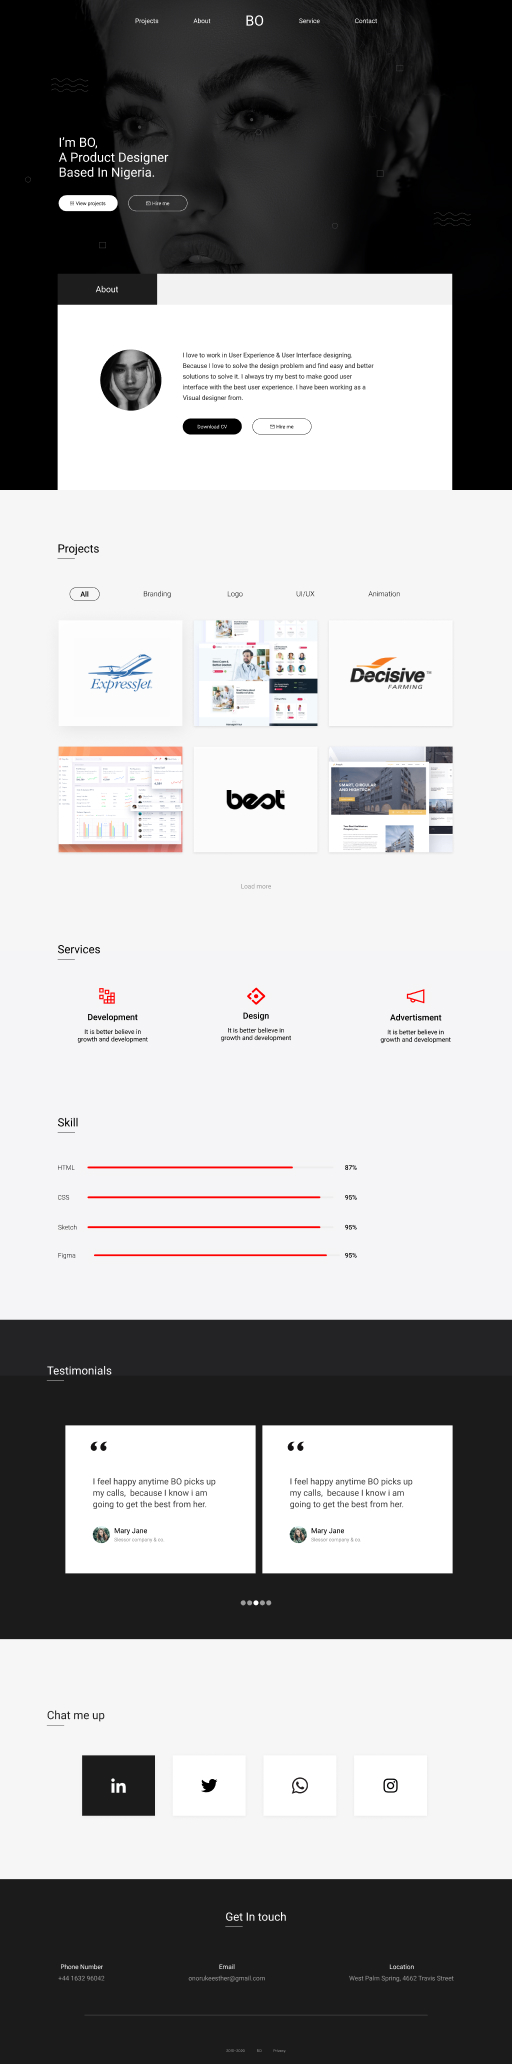 Projects
About
BO
Service
Contact
I'm BO,
A Product Designer
Based In Nigeria.
View projects
Hire me
About
I love to work in User Experience & User Interface designing.
Because I love to solve the design problem and find easy and better
solutions to solve it. I always try my best to make good user
interface with the best user experience. I have been working as a
Visual designer from.
Download CV
Hire me
Projects
All
Branding
Logo
UI/UX
Animation
ExpressJet
Decisive
FARMING
best
SMART, CIRCULAR
AND HIGHTECH
Load more
Services
Development
It is better believe in
growth and development
Design
It is better believe in
growth and development
Advertisment
It is better believe in
growth and development
Skill
HTML
87%
CSS
95%
Sketch
95%
Figma
95%
Testimonials
“
I feel happy anytime BO picks up
my calls, because I know i am
going to get the best from her.
Mary Jane
Slessor company & co
“
I feel happy anytime BO picks up
my calls, because I know i am
going to get the best from her.
Mary Jane
Slessor company & co
Chat me up
in
Get In touch
Phone Number
+44 1632 96042
Email
onorukeesther@gmail.com
Location
West Palm Spring, 4662 Travis Street
BO
Privacy